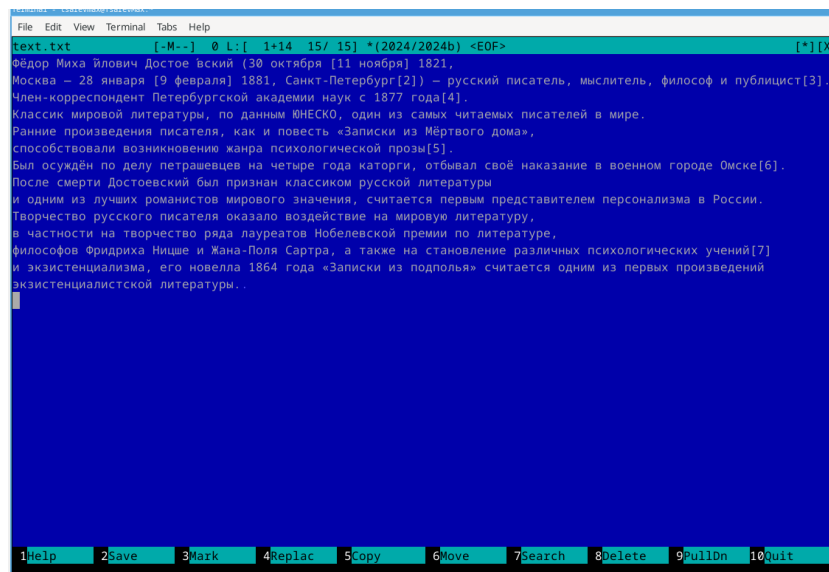 File Edit View Terminal Tabs Help
text.txt [-M--] 0 L:[ 1+14 15/ 15] *(2024/2024b) <EOF> [*][X
Фёдор Миха́йлович Достое́вский (30 октября [11 ноября] 1821,
Москва — 28 января [9 февраля] 1881, Санкт-Петербург[2]) — русский писатель, мыслитель, философ и публицист[3].
Член-корреспондент Петербургской академии наук с 1877 года[4].
Классик мировой литературы, по данным ЮНЕСКО, один из самых читаемых писателей в мире.
Ранние произведения писателя, как и повесть «Записки из Мёртвого дома»,
способствовали возникновению жанра психологической прозы[5].
Был осуждён по делу петрашевцев на четыре года каторги, отбывал своё наказание в военном городе Омске[6].
После смерти Достоевский был признан классиком русской литературы
и одним из лучших романистов мирового значения, считается первым представителем персонализма в России.
Творчество русского писателя оказало воздействие на мировую литературу,
в частности на творчество ряда лауреатов Нобелевской премии по литературе,
философов Фридриха Ницше и Жана-Поля Сартра, а также на становление различных психологических учений[7]
и экзистенциализма, его новелла 1864 года «Записки из подполья» считается одним из первых произведений
экзистенциалистской литературы..
1Help 2Save 3Mark 4Replac 5Copy 6Move 7Search 8Delete 9PullDn 10Quit